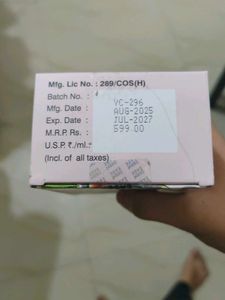 Mfg. Lic No. : 289/COS(H)
Batch No. : VC-296
Mfg. Date : AUG-2025
Exp. Date : JUL-2027
M.R.P. Rs. : 599.00
U.S.P. ₹./ml.:
(Incl. of all taxes)